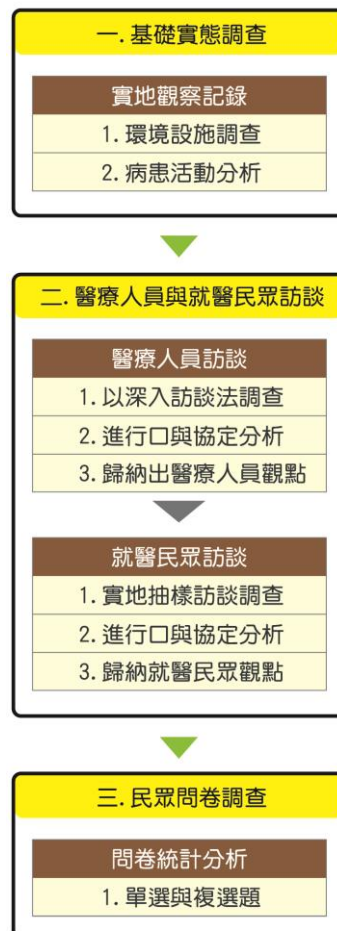 一. 基礎實態調查
實地觀察記錄
1. 環境設施調查
2. 病患活動分析
二. 醫療人員與就醫民眾訪談
醫療人員訪談
1. 以深入訪談法調查
2. 進行口與協定分析
3. 歸納出醫療人員觀點
就醫民眾訪談
1. 實地抽樣訪談調查
2. 進行口與協定分析
3. 歸納就醫民眾觀點
三. 民眾問卷調查
問卷統計分析
1. 單選與複選題